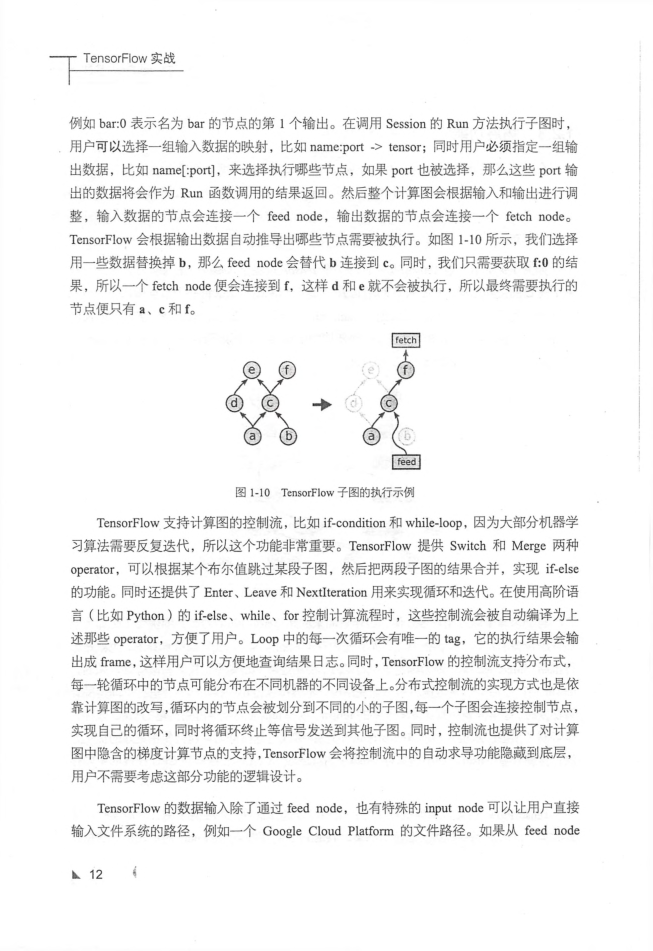 TensorFlow 实战
例如 bar:0 表示名为 bar 的节点的第 1 个输出。在调用 Session 的 Run 方法执行子图时，
用户可以选择一组输入数据的映射，比如 name:port -> tensor；同时用户必须指定一组输
出数据，比如 name[:port]，来选择执行哪些节点，如果 port 也被选择，那么这些 port 输
出的数据将会作为 Run 函数调用的结果返回。然后整个计算图会根据输入和输出进行调
整，输入数据的节点会连接一个 feed node，输出数据的节点会连接一个 fetch node。
TensorFlow 会根据输出数据自动推导出哪些节点需要被执行。如图 1-10 所示，我们选择
用一些数据替换掉 b，那么 feed node 会替代 b 连接到 c。同时，我们只需要获取 f:0 的结
果，所以一个 fetch node 便会连接到 f，这样 d 和 e 就不会被执行，所以最终需要执行的
节点便只有 a、c 和 f。
fetch
e f e f
d c d c
a b a b
feed
图 1-10 TensorFlow 子图的执行示例
TensorFlow 支持计算图的控制流，比如 if-condition 和 while-loop，因为大部分机器学
习算法需要反复迭代，所以这个功能非常重要。TensorFlow 提供 Switch 和 Merge 两种
operator，可以根据某个布尔值跳过某段子图，然后把两段子图的结果合并，实现 if-else
的功能。同时还提供了 Enter、Leave 和 NextIteration 用来实现循环和迭代。在使用高阶语
言（比如 Python）的 if-else、while、for 控制计算流程时，这些控制流会被自动编译为上
述那些 operator，方便了用户。Loop 中的每一次循环会有唯一的 tag，它的执行结果会输
出成 frame，这样用户可以方便地查询结果日志。同时，TensorFlow 的控制流支持分布式，
每一轮循环中的节点可能分布在不同机器的不同设备上。分布式控制流的实现方式也是依
靠计算图的改写，循环内的节点会被划分到不同的小的子图，每一个子图会连接控制节点，
实现自己的循环，同时将循环终止等信号发送到其他子图。同时，控制流也提供了对计算
图中隐含的梯度计算节点的支持，TensorFlow 会将控制流中的自动求导功能隐藏到底层，
用户不需要考虑这部分功能的逻辑设计。
TensorFlow 的数据输入除了通过 feed node，也有特殊的 input node 可以让用户直接
输入文件系统的路径，例如一个 Google Cloud Platform 的文件路径。如果从 feed node
12